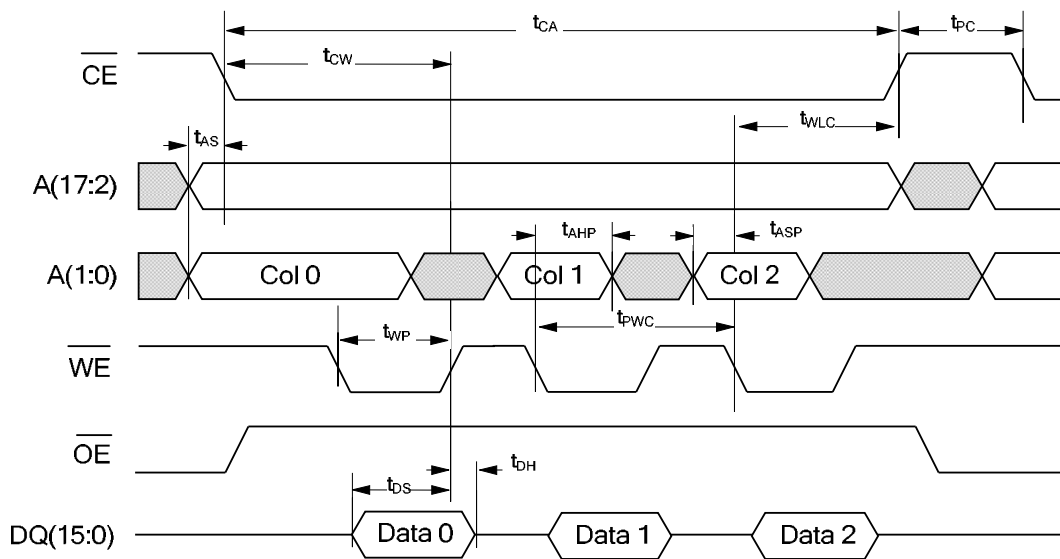 tCA
tPC
tCW
CE
tWLC
tAS
A(17:2)
tAHP
tASP
A(1:0)
Col 0
Col 1
Col 2
tPWC
tWP
WE
OE
tDH
tDS
DQ(15:0)
Data 0
Data 1
Data 2